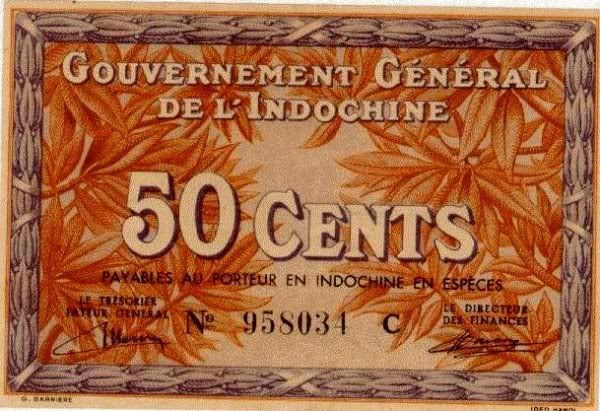 GOUVERNEMENT GÉNÉRAL
DE L'INDOCHINE
50 CENTS
PAYABLES AU PORTEUR EN INDOCHINE EN ESPÈCES
LE TRÉSORIER
PAYEUR GÉNÉRAL
Nº 958034 C
LE DIRECTEUR
DES FINANCES
G. BARRIÈRE
IDEO HANOI